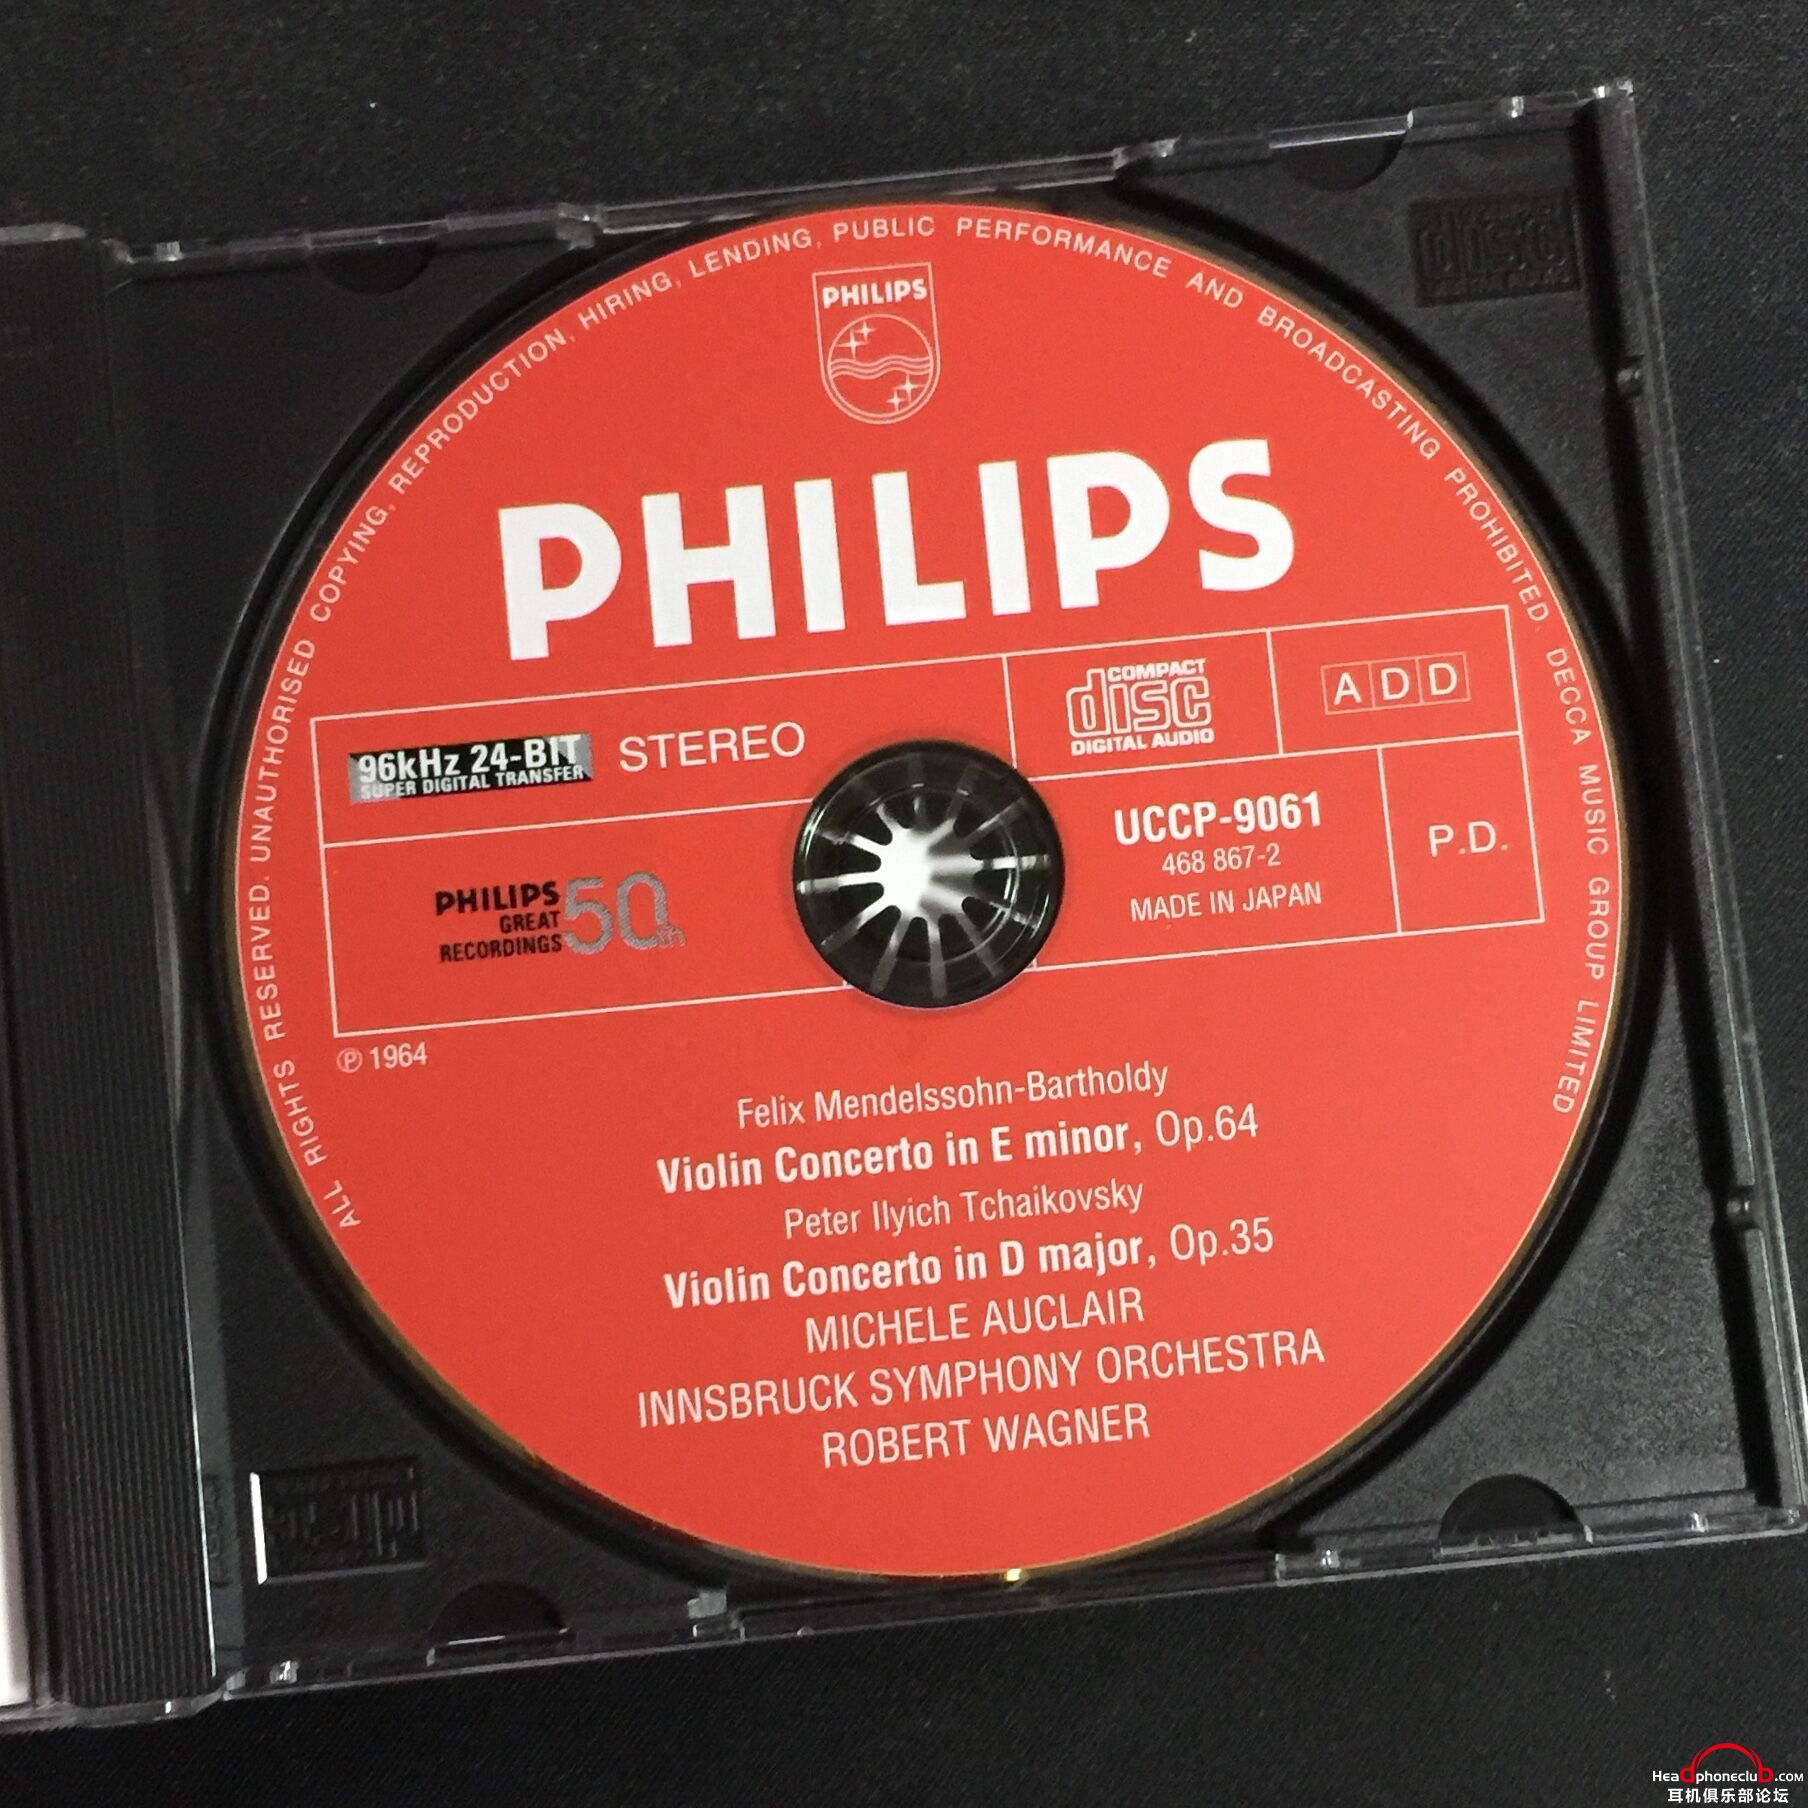 ALL RIGHTS RESERVED. UNAUTHORISED COPYING, REPRODUCTION, HIRING, LENDING, PUBLIC PERFORMANCE AND BROADCASTING PROHIBITED. DECCA MUSIC GROUP LIMITED
PHILIPS
PHILIPS
96kHz 24-BIT
SUPER DIGITAL TRANSFER
STEREO
COMPACT
disc
DIGITAL AUDIO
ADD
PHILIPS
GREAT
RECORDINGS
50th
UCCP-9061
468 867-2
MADE IN JAPAN
P.D.
℗ 1964
Felix Mendelssohn-Bartholdy
Violin Concerto in E minor, Op.64
Peter Ilyich Tchaikovsky
Violin Concerto in D major, Op.35
MICHELE AUCLAIR
INNSBRUCK SYMPHONY ORCHESTRA
ROBERT WAGNER
disc
disc
Headphoneclub.com
耳机俱乐部论坛